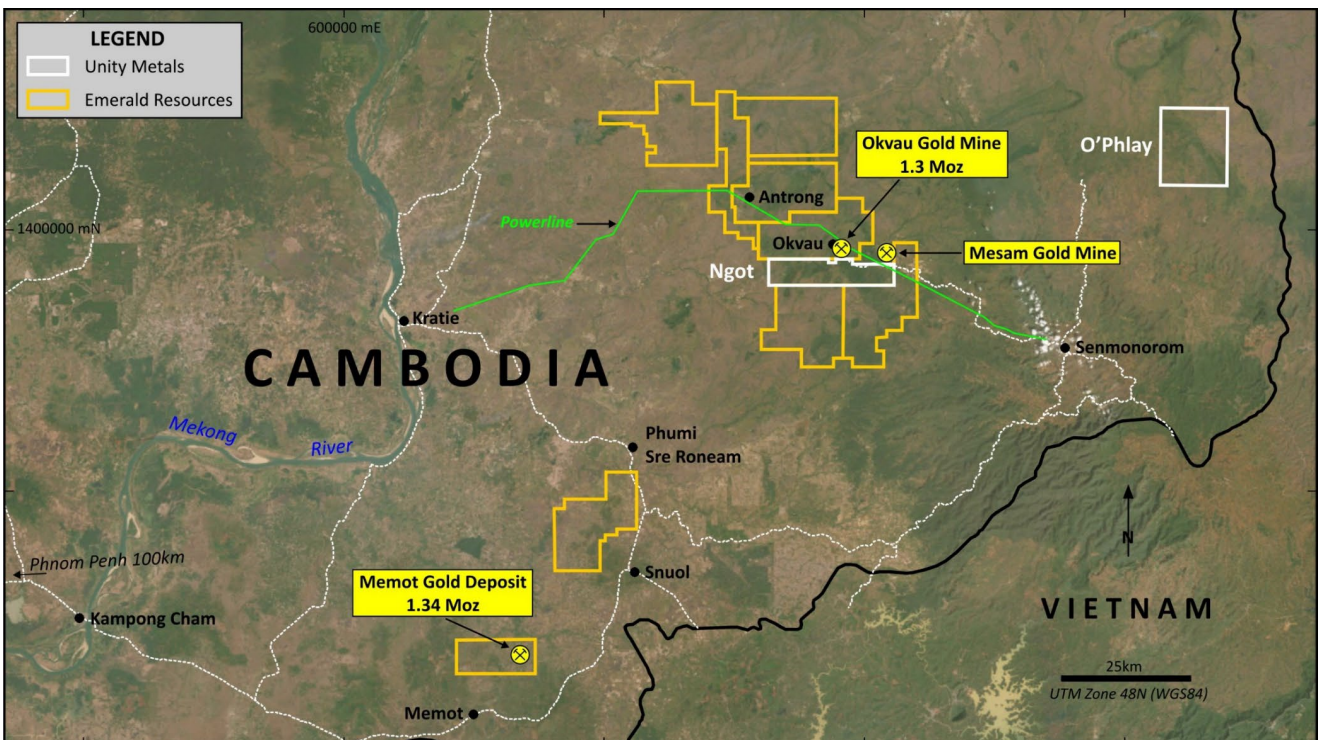 LEGEND
Unity Metals
Emerald Resources
600000 mE
1400000 mN
O'Phlay
Okvau Gold Mine
1.3 Moz
Antrong
Powerline
Okvau
Mesam Gold Mine
Ngot
Kratie
CAMBODIA
Senmonorom
Mekong
River
Phumi
Sre Roneam
Phnom Penh 100km
Snuol
Memot Gold Deposit
1.34 Moz
Kampong Cham
Memot
N
VIETNAM
25km
UTM Zone 48N (WGS84)